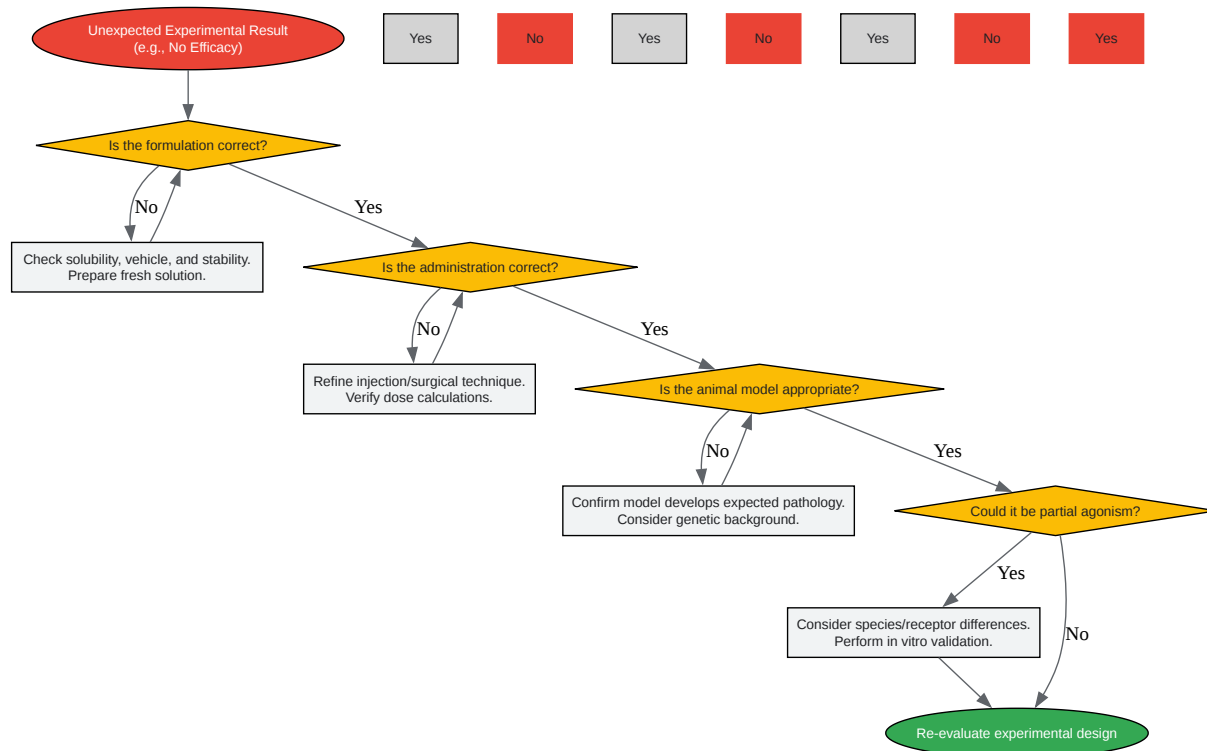 Unexpected Experimental Result
(e.g., No Efficacy)
Yes
No
Yes
No
Yes
No
Yes
Is the formulation correct?
No
Yes
Check solubility, vehicle, and stability.
Prepare fresh solution.
Is the administration correct?
No
Yes
Refine injection/surgical technique.
Verify dose calculations.
Is the animal model appropriate?
No
Yes
Confirm model develops expected pathology.
Consider genetic background.
Could it be partial agonism?
Yes
No
Consider species/receptor differences.
Perform in vitro validation.
Re-evaluate experimental design